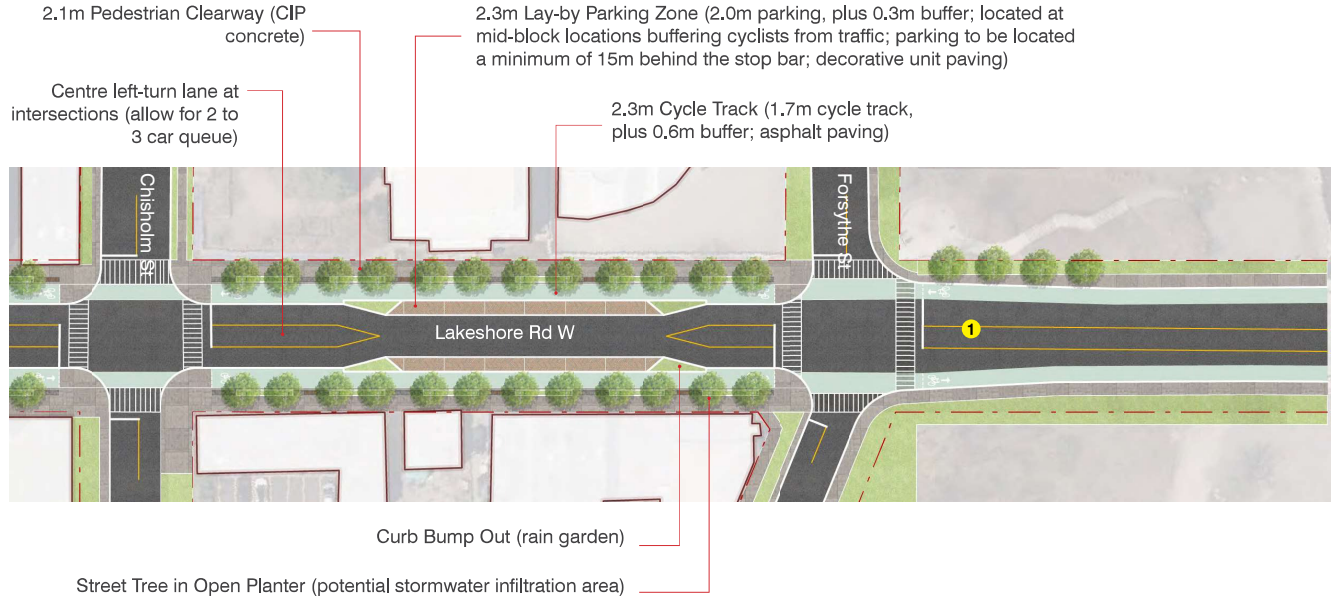 2.1m Pedestrian Clearway (CIP
concrete)
2.3m Lay-by Parking Zone (2.0m parking, plus 0.3m buffer; located at
mid-block locations buffering cyclists from traffic; parking to be located
a minimum of 15m behind the stop bar; decorative unit paving)
Centre left-turn lane at
intersections (allow for 2 to
3 car queue)
2.3m Cycle Track (1.7m cycle track,
plus 0.6m buffer; asphalt paving)
Chisholm St
Forsythe St
Lakeshore Rd W
1
Curb Bump Out (rain garden)
Street Tree in Open Planter (potential stormwater infiltration area)